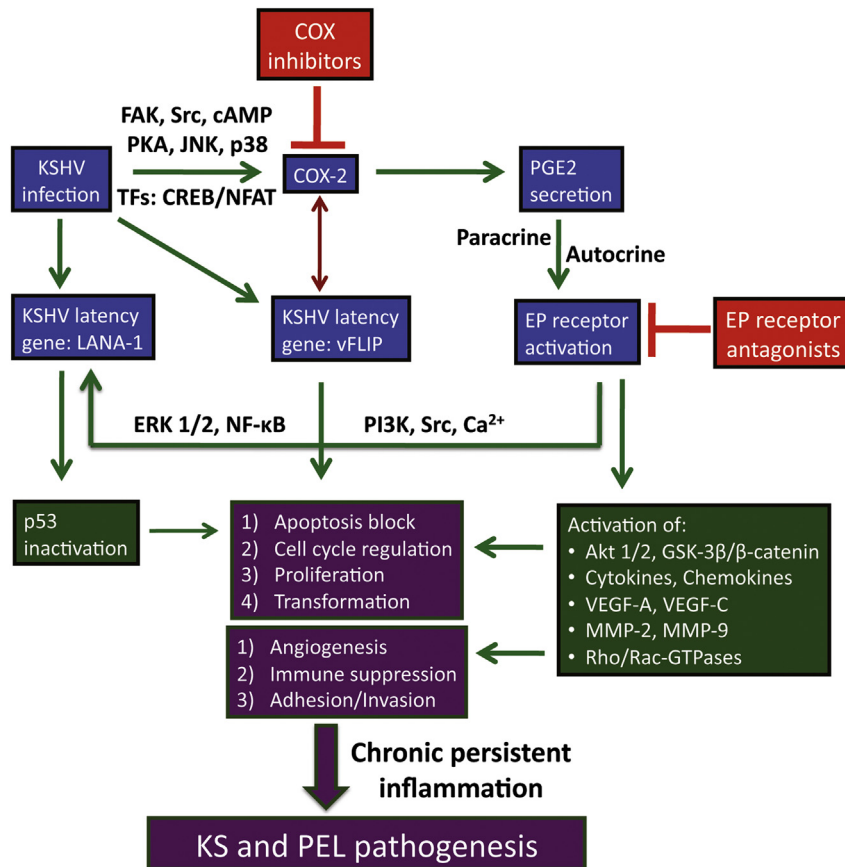 COX
inhibitors
FAK, Src, cAMP
PKA, JNK, p38
TFs: CREB/NFAT
KSHV
infection
COX-2
PGE2
secretion
Paracrine
Autocrine
KSHV latency
gene: LANA-1
KSHV latency
gene: vFLIP
EP receptor
activation
EP receptor
antagonists
ERK 1/2, NF-κB
PI3K, Src, Ca²⁺
p53
inactivation
1) Apoptosis block
2) Cell cycle regulation
3) Proliferation
4) Transformation
Activation of:
• Akt 1/2, GSK-3β/β-catenin
• Cytokines, Chemokines
• VEGF-A, VEGF-C
• MMP-2, MMP-9
• Rho/Rac-GTPases
1) Angiogenesis
2) Immune suppression
3) Adhesion/Invasion
Chronic persistent
inflammation
KS and PEL pathogenesis